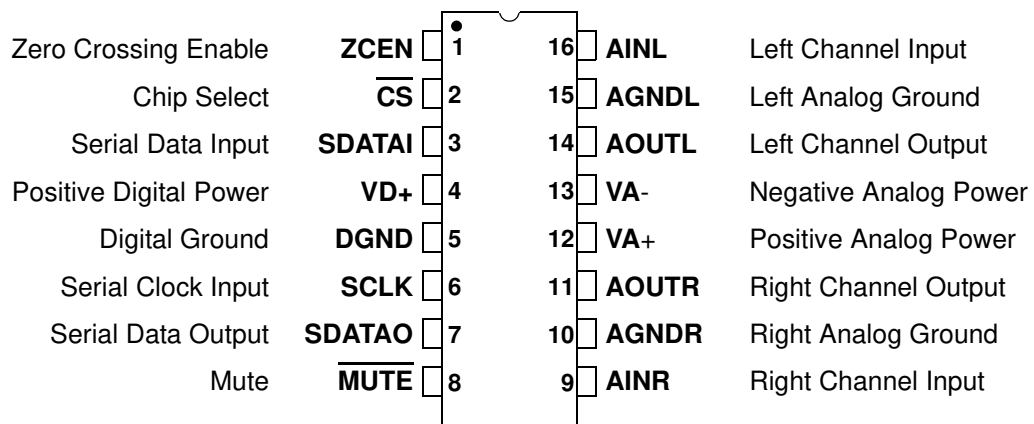 Zero Crossing Enable ZCEN 1 16 AINL Left Channel Input
Chip Select C̅S̅ 2 15 AGNDL Left Analog Ground
Serial Data Input SDATAI 3 14 AOUTL Left Channel Output
Positive Digital Power VD+ 4 13 VA- Negative Analog Power
Digital Ground DGND 5 12 VA+ Positive Analog Power
Serial Clock Input SCLK 6 11 AOUTR Right Channel Output
Serial Data Output SDATAO 7 10 AGNDR Right Analog Ground
Mute M̅U̅T̅E̅ 8 9 AINR Right Channel Input